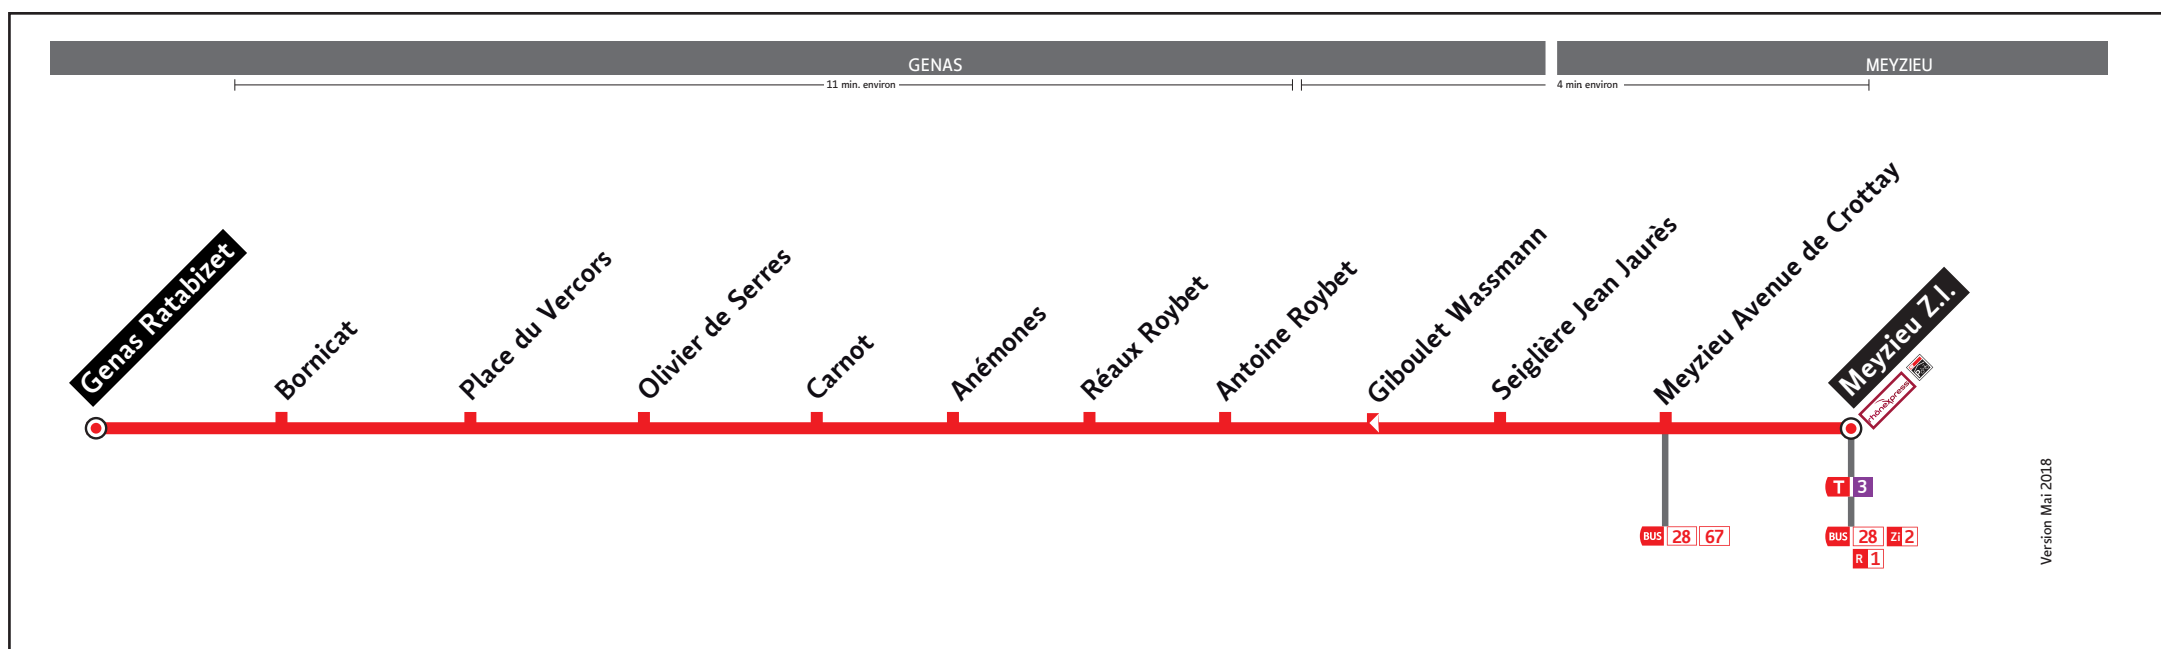 GENAS
MEYZIEU
11 min. environ
4 min environ
Genas Ratabizet
Bornicat
Place du Vercors
Olivier de Serres
Carnot
Anémones
Réaux Roybet
Antoine Roybet
Giboulet Wassmann
Seiglière Jean Jaurès
Meyzieu Avenue de Crottay
Meyzieu Z.I.
rhônexpress
T 3
BUS 28 67
BUS 28 Zi 2
R 1
Version Mai 2018